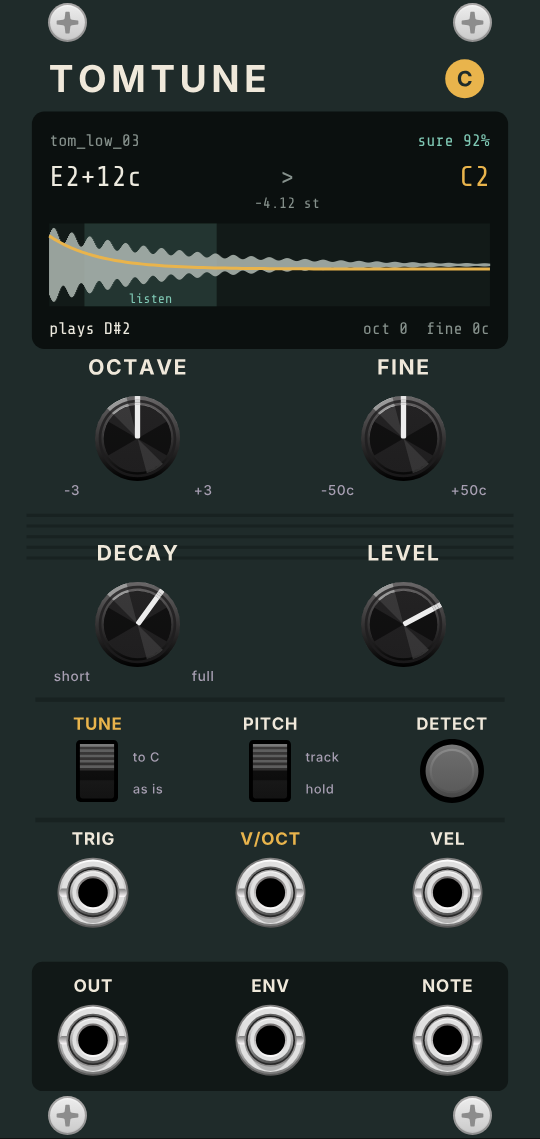 TOMTUNE C
tom_low_03 sure 92%
E2+12c > C2
-4.12 st
listen
plays D#2 oct 0 fine 0c
OCTAVE FINE
-3 +3 -50c +50c
DECAY LEVEL
short full
TUNE PITCH DETECT
to C track
as is hold
TRIG V/OCT VEL
OUT ENV NOTE